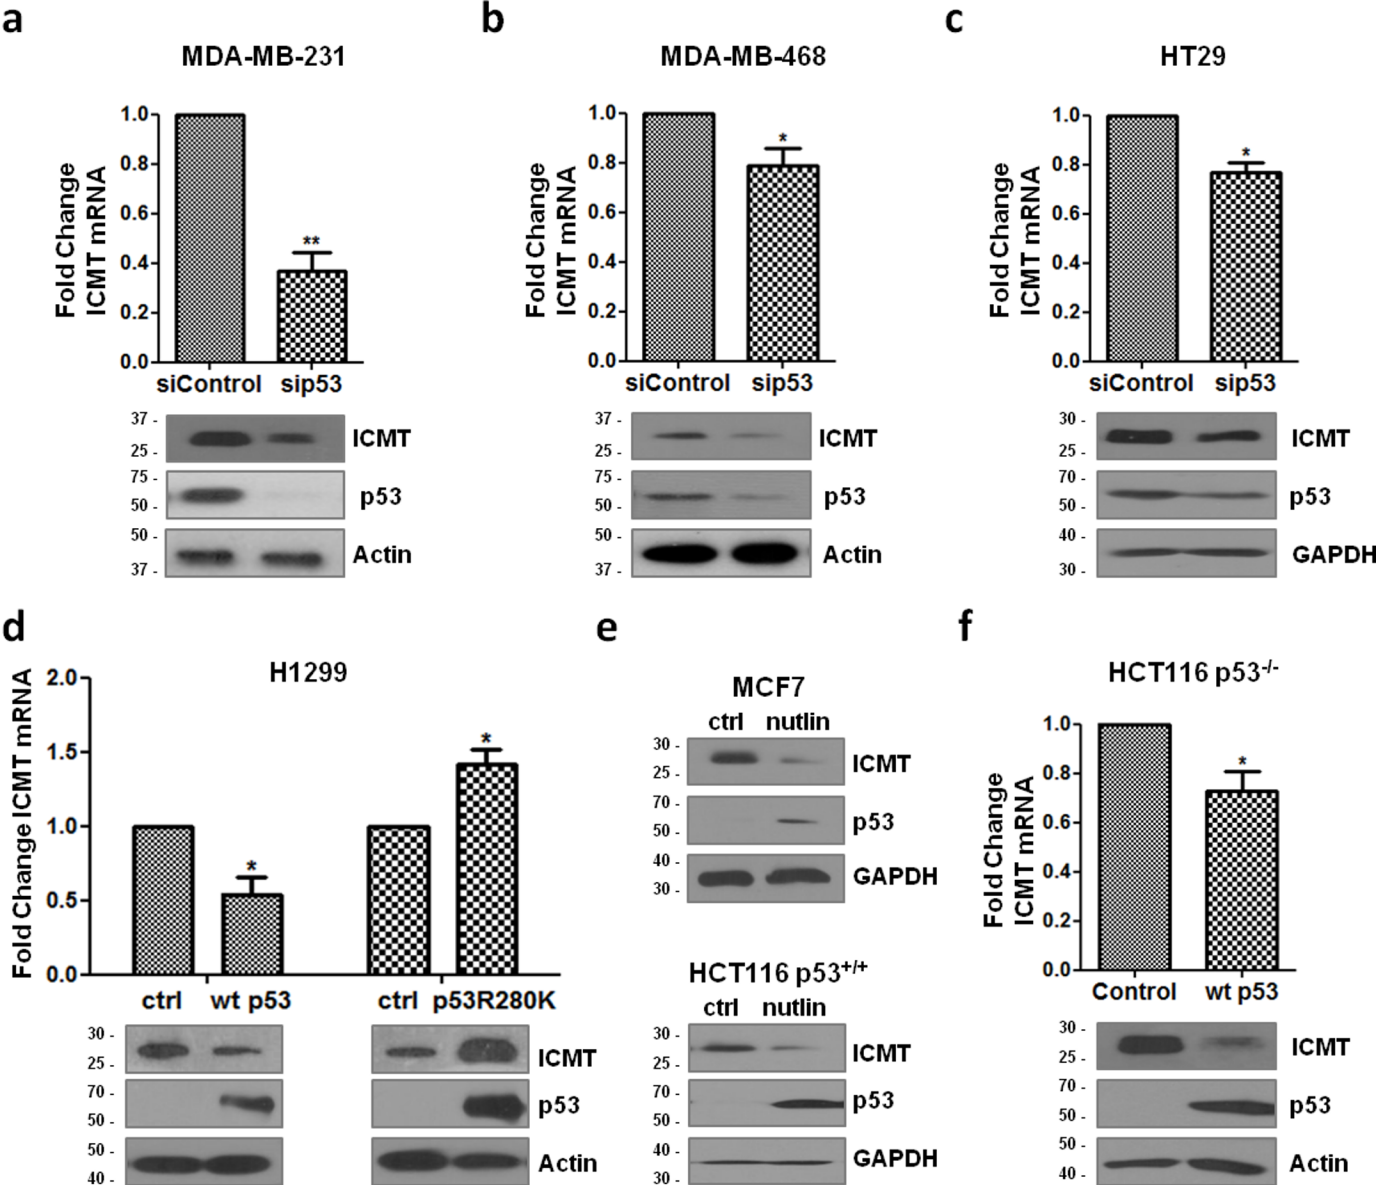 a
MDA-MB-231
Fold Change
ICMT mRNA
1.0
0.8
0.6
0.4
0.2
0.0
**
siControl sip53
37 -
25 -
ICMT
75 -
50 -
p53
50 -
37 -
Actin
b
MDA-MB-468
Fold Change
ICMT mRNA
1.0
0.8
0.6
0.4
0.2
0.0
*
siControl sip53
37 -
25 -
ICMT
75 -
50 -
p53
50 -
37 -
Actin
c
HT29
Fold Change
ICMT mRNA
1.0
0.8
0.6
0.4
0.2
0.0
*
siControl sip53
30 -
25 -
ICMT
70 -
50 -
p53
40 -
30 -
GAPDH
d
H1299
Fold Change ICMT mRNA
2.0
1.5
1.0
0.5
0.0
*
*
ctrl wt p53 ctrl p53R280K
30 -
25 -
30 -
25 -
ICMT
70 -
50 -
70 -
50 -
p53
50 -
40 -
50 -
40 -
Actin
e
MCF7
ctrl nutlin
30 -
25 -
ICMT
70 -
50 -
p53
40 -
30 -
GAPDH
HCT116 p53+/+
ctrl nutlin
30 -
25 -
ICMT
70 -
50 -
p53
40 -
30 -
GAPDH
f
HCT116 p53-/-
Fold Change
ICMT mRNA
1.0
0.8
0.6
0.4
0.2
0.0
*
Control wt p53
30 -
25 -
ICMT
70 -
50 -
p53
50 -
40 -
Actin